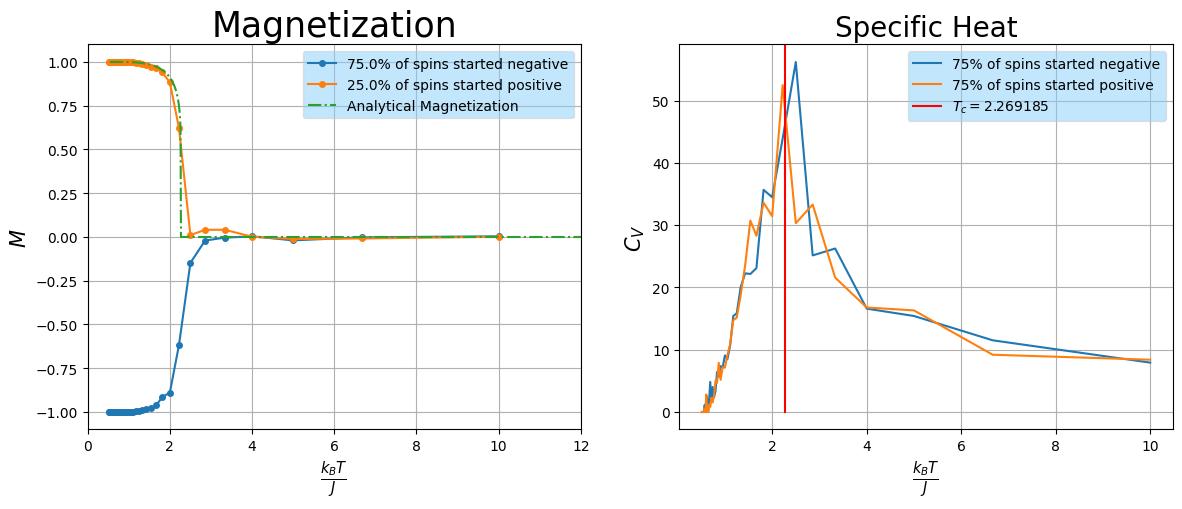 Magnetization
1.00
0.75
0.50
0.25
0.00
−0.25
−0.50
−0.75
−1.00
M
0 2 4 6 8 10 12
k_BT
J
75.0% of spins started negative
25.0% of spins started positive
Analytical Magnetization
Specific Heat
50
40
30
20
10
0
C_V
2 4 6 8 10
k_BT
J
75% of spins started negative
75% of spins started positive
T_c = 2.269185